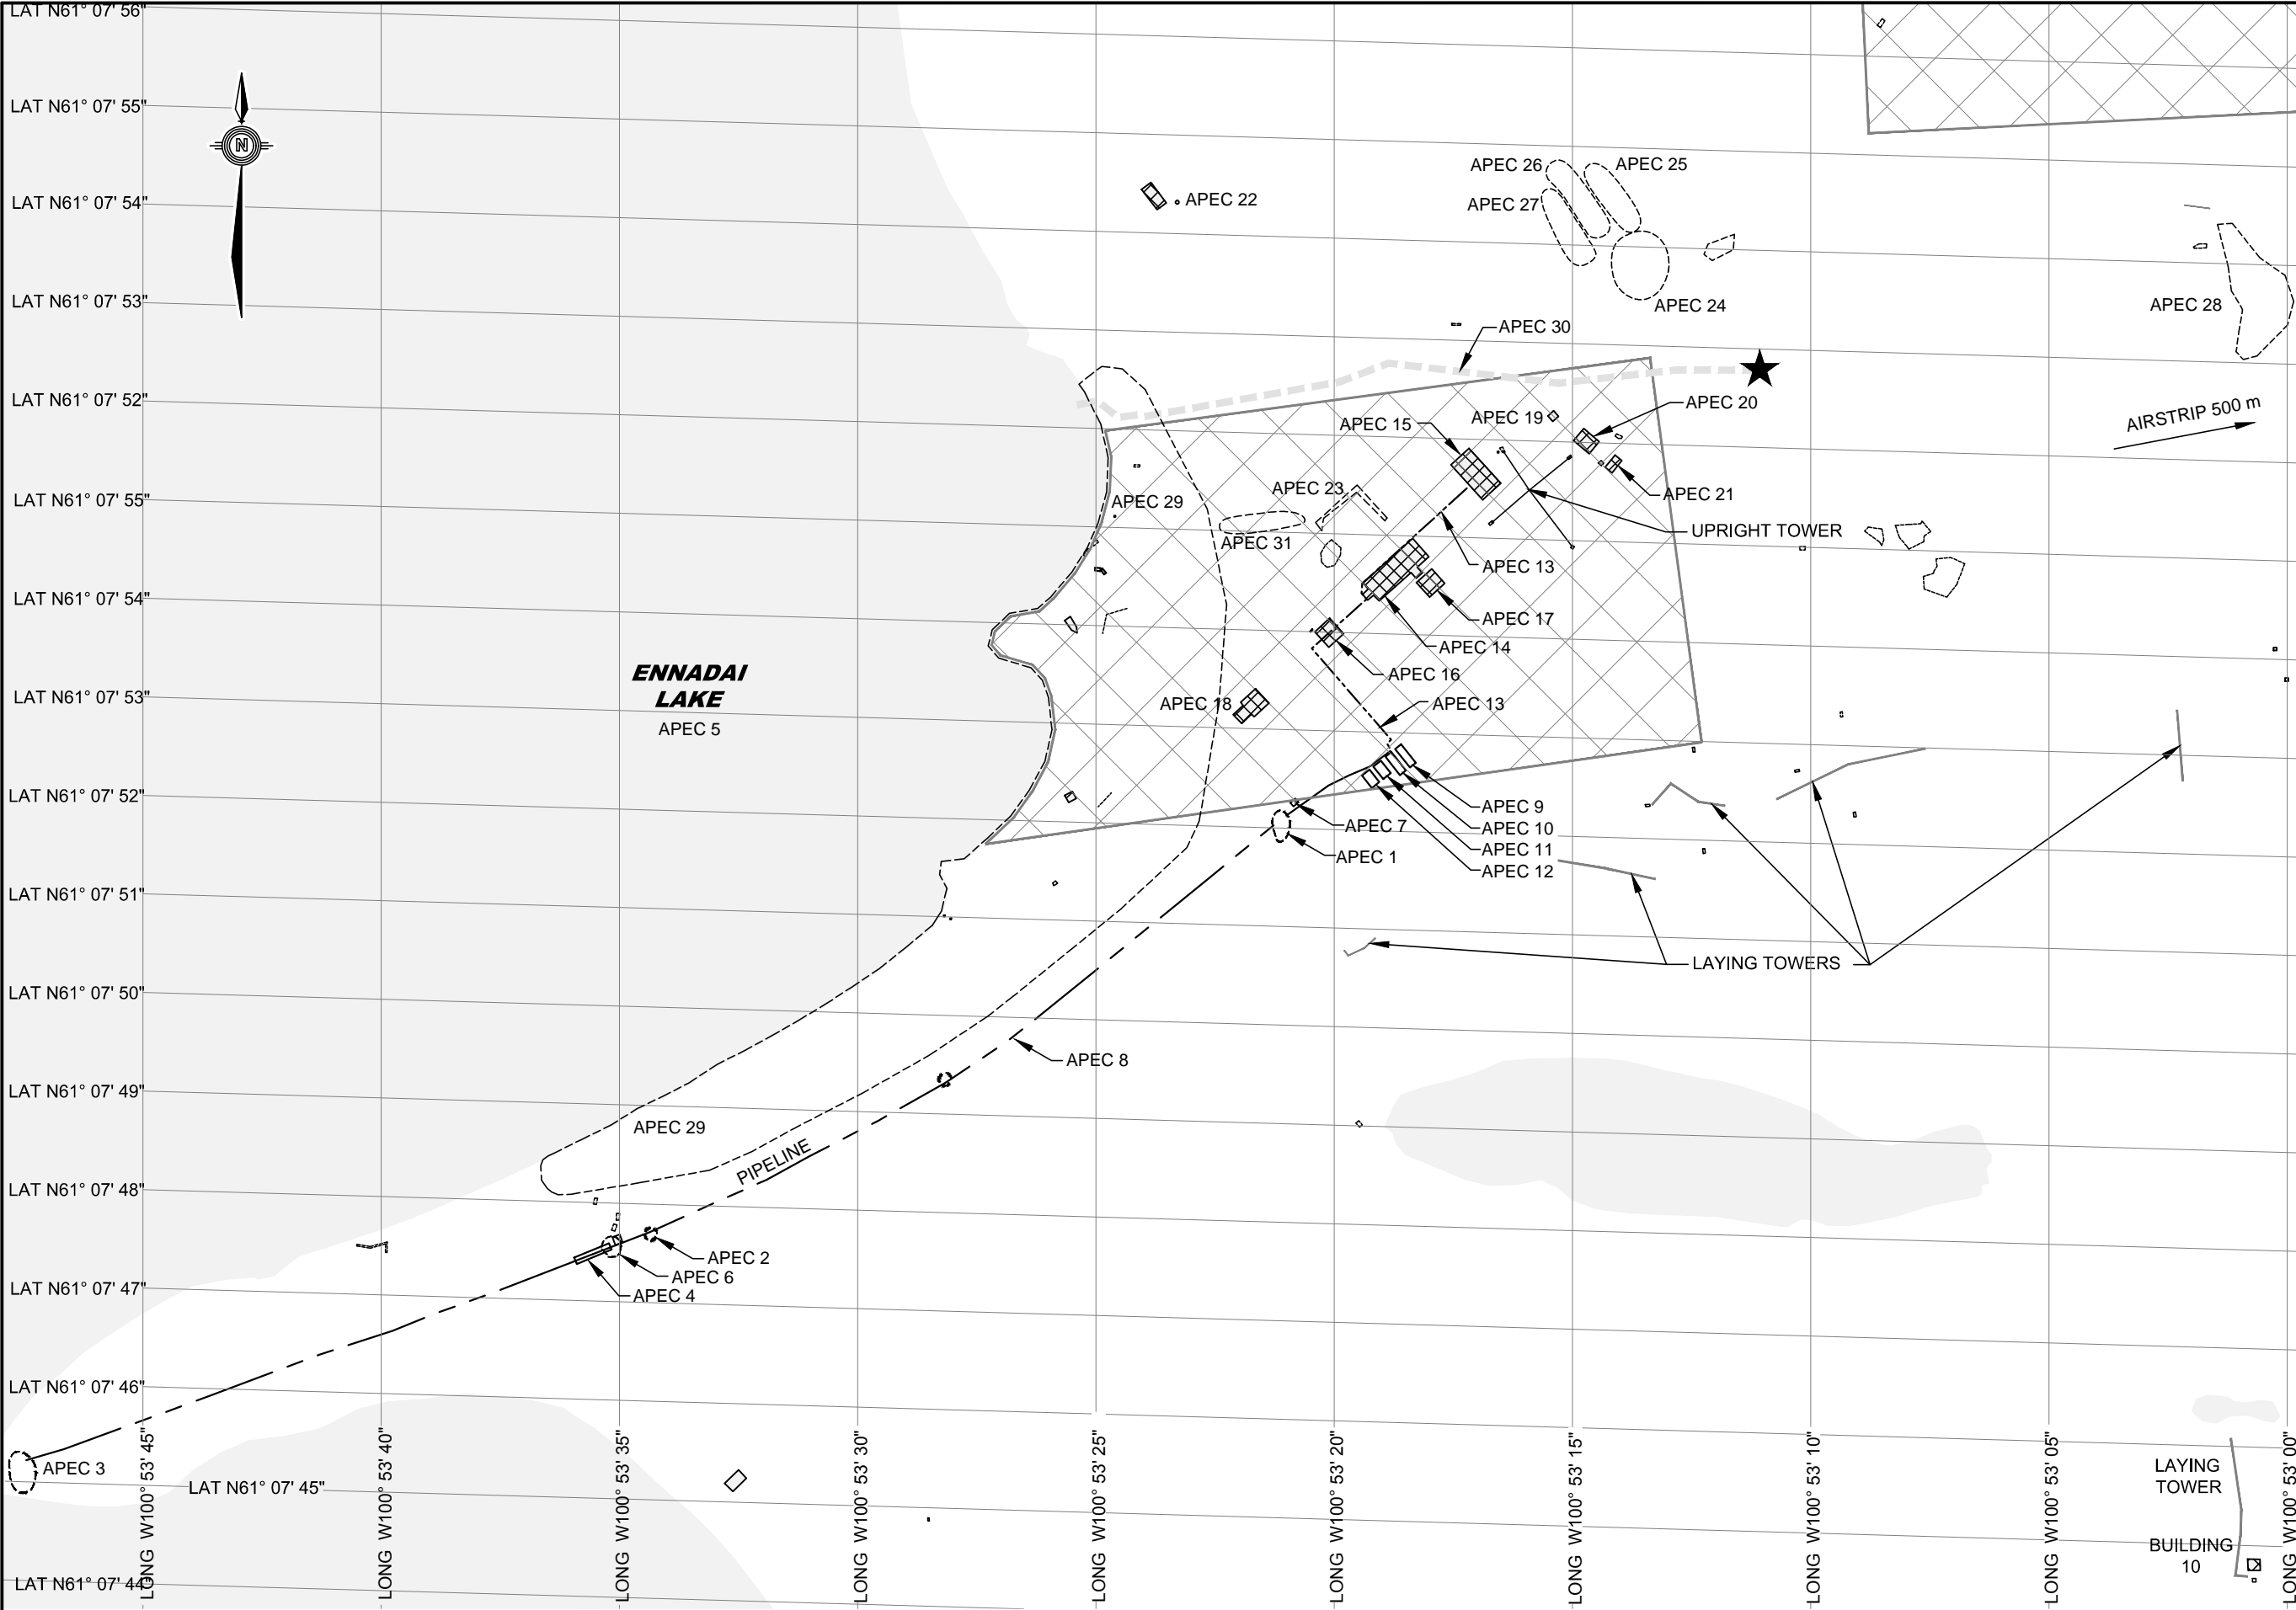 LAT N61° 07' 56"
LAT N61° 07' 55"
N
APEC 26
APEC 25
LAT N61° 07' 54"
APEC 22
APEC 27
LAT N61° 07' 53"
APEC 24
APEC 28
APEC 30
LAT N61° 07' 52"
APEC 20
APEC 19
APEC 15
AIRSTRIP 500 m
LAT N61° 07' 55"
APEC 29
APEC 23
APEC 21
UPRIGHT TOWER
APEC 31
APEC 13
LAT N61° 07' 54"
APEC 17
APEC 14
ENNADAI
LAKE
APEC 5
APEC 16
LAT N61° 07' 53"
APEC 18
APEC 13
LAT N61° 07' 52"
APEC 9
APEC 7
APEC 10
APEC 1
APEC 11
APEC 12
LAT N61° 07' 51"
LAYING TOWERS
LAT N61° 07' 50"
APEC 8
LAT N61° 07' 49"
APEC 29
PIPELINE
LAT N61° 07' 48"
APEC 2
APEC 6
LAT N61° 07' 47"
APEC 4
LAT N61° 07' 46"
APEC 3
LAT N61° 07' 45"
LAYING
TOWER
BUILDING
10
LAT N61° 07' 44"
LONG W100° 53' 45"
LONG W100° 53' 40"
LONG W100° 53' 35"
LONG W100° 53' 30"
LONG W100° 53' 25"
LONG W100° 53' 20"
LONG W100° 53' 15"
LONG W100° 53' 10"
LONG W100° 53' 05"
LONG W100° 53' 00"